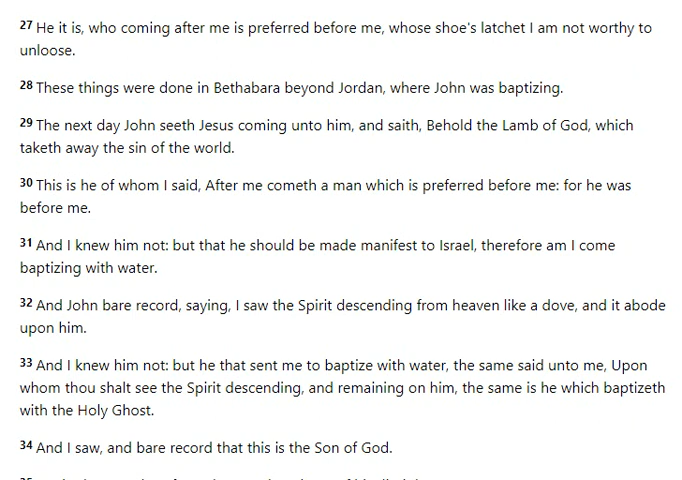 27 He it is, who coming after me is preferred before me, whose shoe's latchet I am not worthy to
unloose.
28 These things were done in Bethabara beyond Jordan, where John was baptizing.
29 The next day John seeth Jesus coming unto him, and saith, Behold the Lamb of God, which
taketh away the sin of the world.
30 This is he of whom I said, After me cometh a man which is preferred before me: for he was
before me.
31 And I knew him not: but that he should be made manifest to Israel, therefore am I come
baptizing with water.
32 And John bare record, saying, I saw the Spirit descending from heaven like a dove, and it abode
upon him.
33 And I knew him not: but he that sent me to baptize with water, the same said unto me, Upon
whom thou shalt see the Spirit descending, and remaining on him, the same is he which baptizeth
with the Holy Ghost.
34 And I saw, and bare record that this is the Son of God.